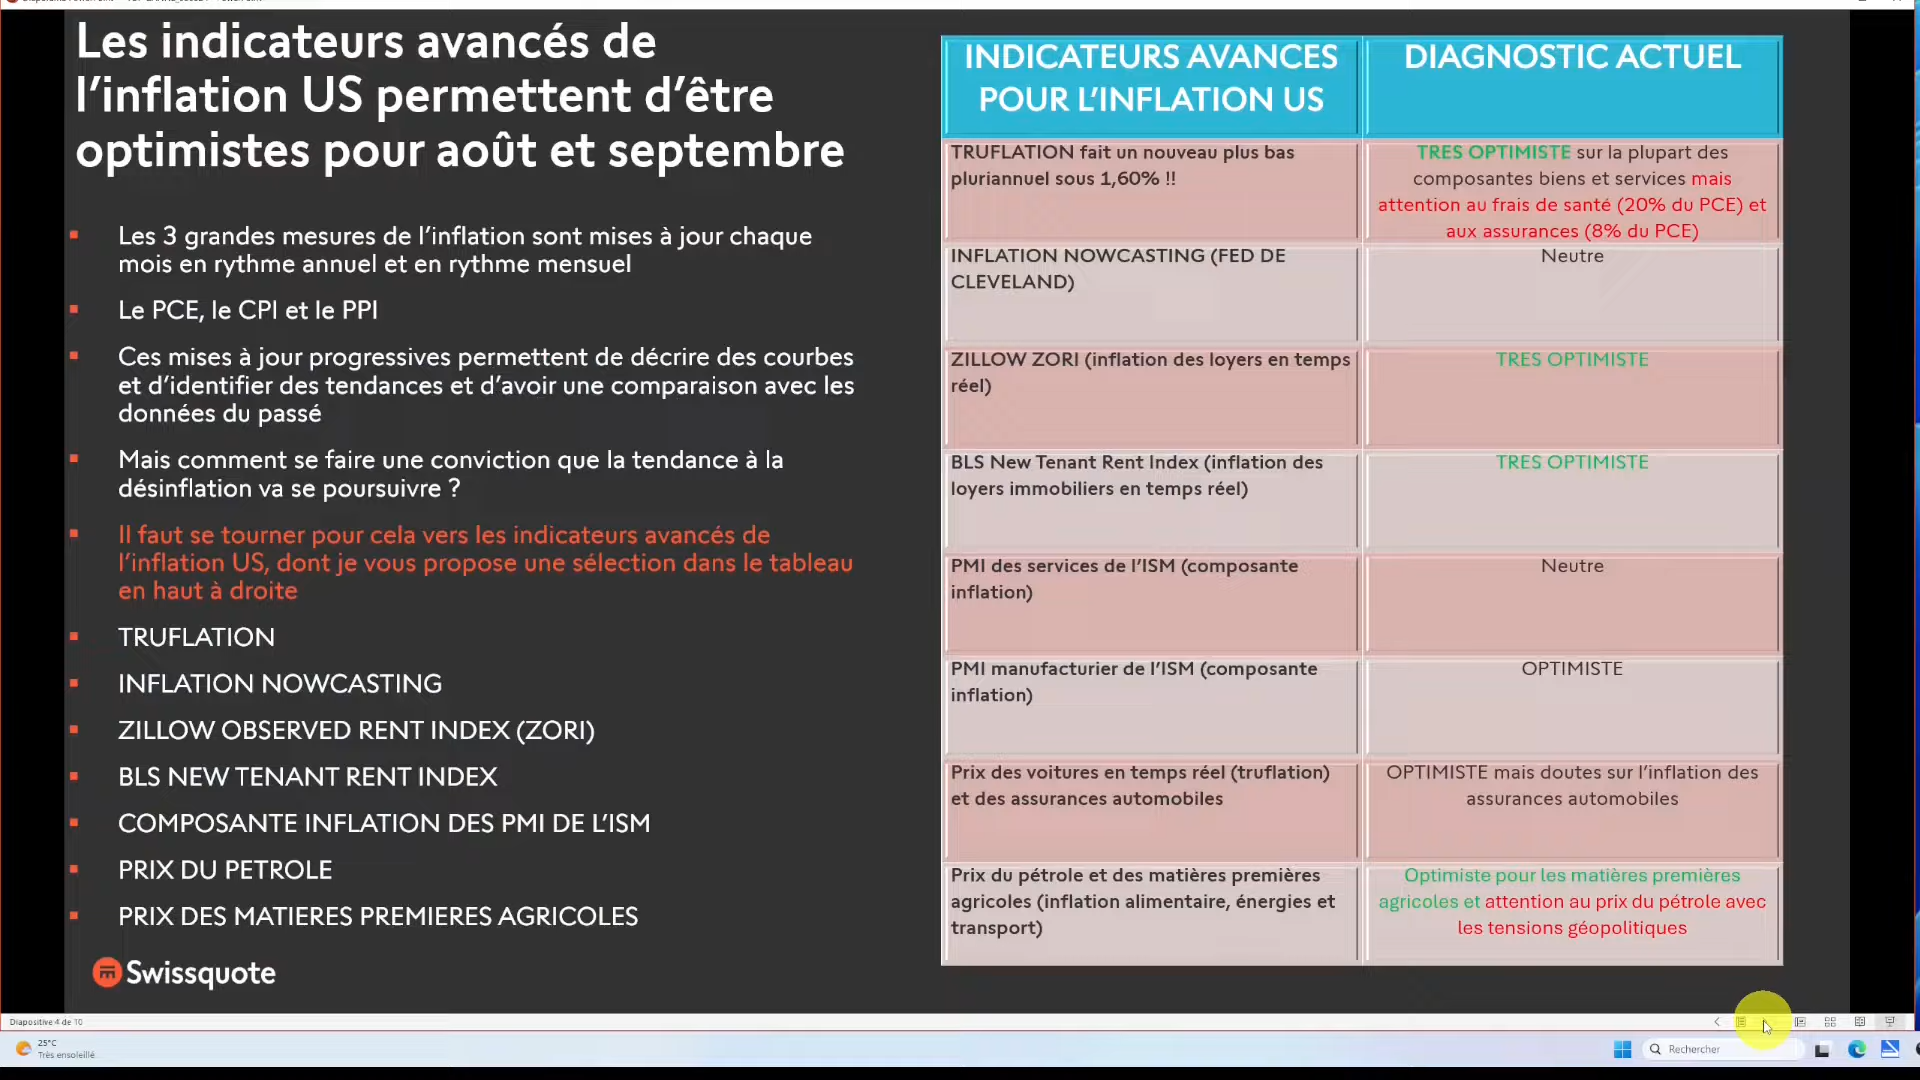 Les indicateurs avancés de
l'inflation US permettent d'être
optimistes pour août et septembre
Les 3 grandes mesures de l'inflation sont mises à jour chaque
mois en rythme annuel et en rythme mensuel
Le PCE, le CPI et le PPI
Ces mises à jour progressives permettent de décrire des courbes
et d'identifier des tendances et d'avoir une comparaison avec les
données du passé
Mais comment se faire une conviction que la tendance à la
désinflation va se poursuivre ?
Il faut se tourner pour cela vers les indicateurs avancés de
l'inflation US, dont je vous propose une sélection dans le tableau
en haut à droite
TRUFLATION
INFLATION NOWCASTING
ZILLOW OBSERVED RENT INDEX (ZORI)
BLS NEW TENANT RENT INDEX
COMPOSANTE INFLATION DES PMI DE L'ISM
PRIX DU PETROLE
PRIX DES MATIERES PREMIERES AGRICOLES
Swissquote
INDICATEURS AVANCES
POUR L'INFLATION US
DIAGNOSTIC ACTUEL
TRUFLATION fait un nouveau plus bas
pluriannuel sous 1,60% !!
TRES OPTIMISTE sur la plupart des
composantes biens et services mais
attention au frais de santé (20% du PCE) et
aux assurances (8% du PCE)
INFLATION NOWCASTING (FED DE
CLEVELAND)
Neutre
ZILLOW ZORI (inflation des loyers en temps
réel)
TRES OPTIMISTE
BLS New Tenant Rent Index (inflation des
loyers immobiliers en temps réel)
TRES OPTIMISTE
PMI des services de l'ISM (composante
inflation)
Neutre
PMI manufacturier de l'ISM (composante
inflation)
OPTIMISTE
Prix des voitures en temps réel (truflation)
et des assurances automobiles
OPTIMISTE mais doutes sur l'inflation des
assurances automobiles
Prix du pétrole et des matières premières
agricoles (inflation alimentaire, énergies et
transport)
Optimiste pour les matières premières
agricoles et attention au prix du pétrole avec
les tensions géopolitiques
Diapositive 4 de 10
25°C
Très ensoleillé
Rechercher